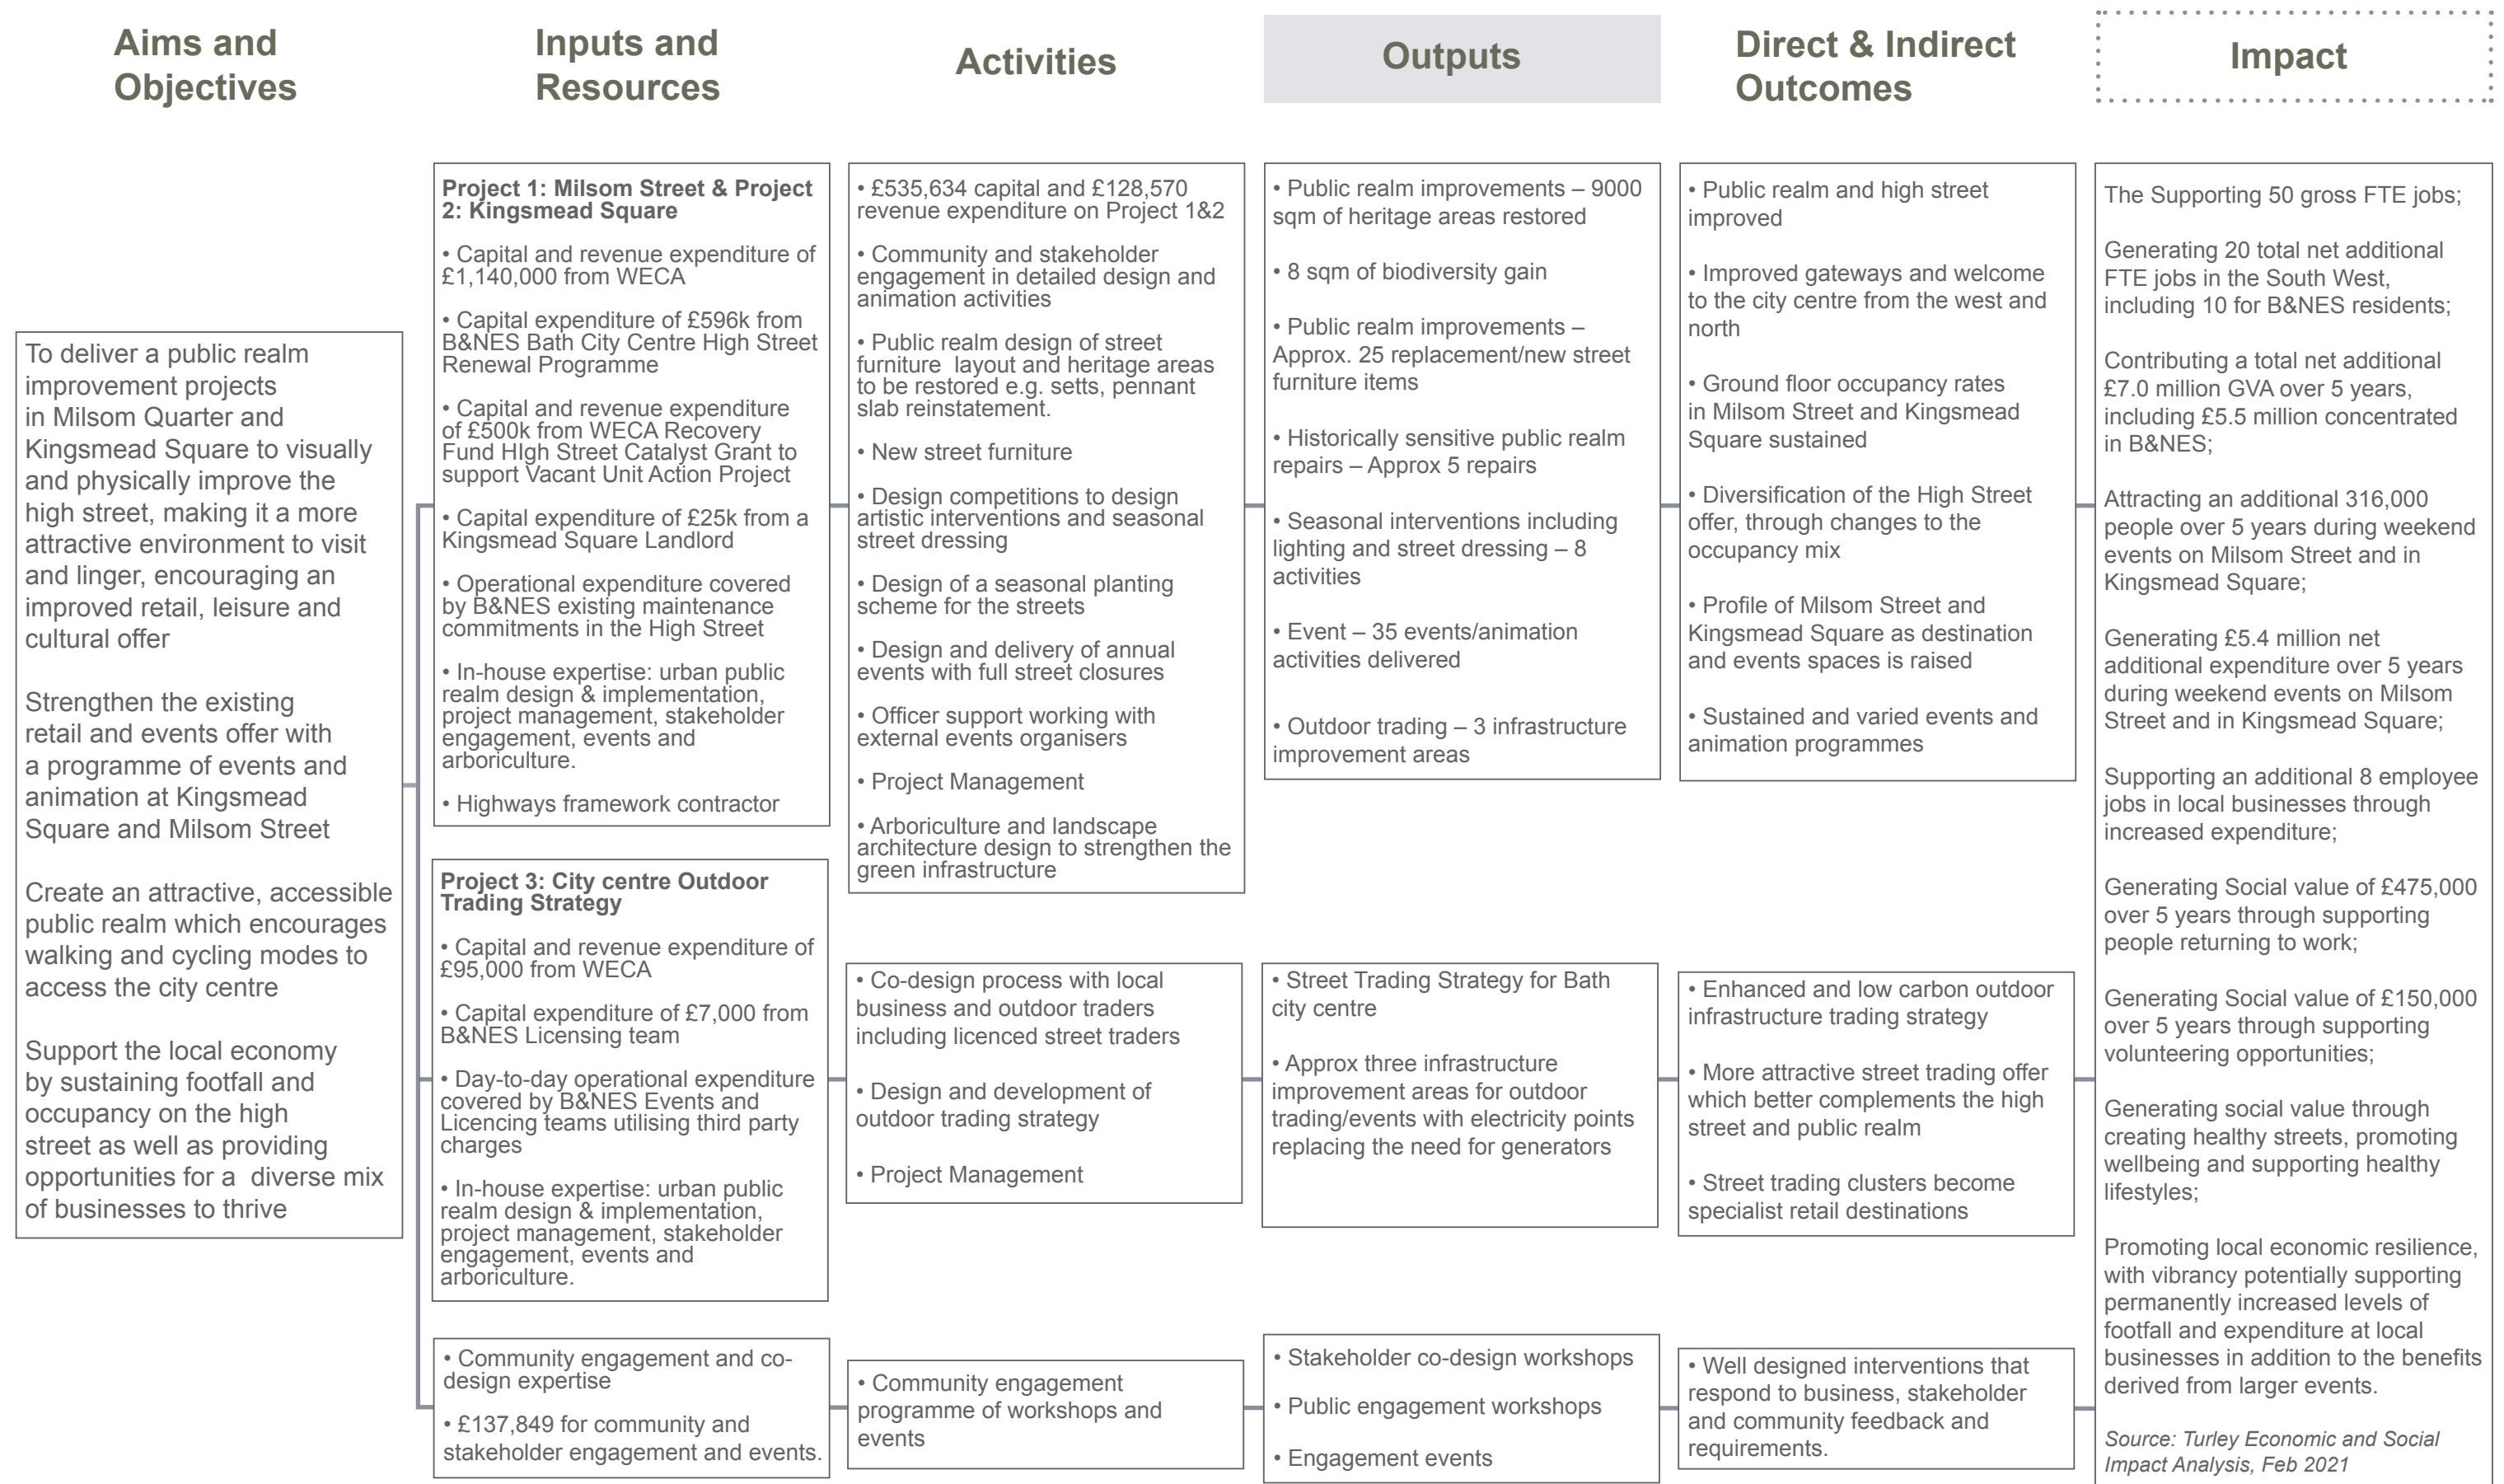 Aims and
Objectives
Inputs and
Resources
Activities
Outputs
Direct & Indirect
Outcomes
Impact
To deliver a public realm
improvement projects
in Milsom Quarter and
Kingsmead Square to visually
and physically improve the
high street, making it a more
attractive environment to visit
and linger, encouraging an
improved retail, leisure and
cultural offer
Strengthen the existing
retail and events offer with
a programme of events and
animation at Kingsmead
Square and Milsom Street
Create an attractive, accessible
public realm which encourages
walking and cycling modes to
access the city centre
Support the local economy
by sustaining footfall and
occupancy on the high
street as well as providing
opportunities for a  diverse mix
of businesses to thrive
Project 1: Milsom Street & Project
2: Kingsmead Square
• Capital and revenue expenditure of
£1,140,000 from WECA
• Capital expenditure of £596k from
B&NES Bath City Centre High Street
Renewal Programme
• Capital and revenue expenditure
of £500k from WECA Recovery
Fund HIgh Street Catalyst Grant to
support Vacant Unit Action Project
• Capital expenditure of £25k from a
Kingsmead Square Landlord
• Operational expenditure covered
by B&NES existing maintenance
commitments in the High Street
• In-house expertise: urban public
realm design & implementation,
project management, stakeholder
engagement, events and
arboriculture.
• Highways framework contractor
Project 3: City centre Outdoor
Trading Strategy
• Capital and revenue expenditure of
£95,000 from WECA
• Capital expenditure of £7,000 from
B&NES Licensing team
• Day-to-day operational expenditure
covered by B&NES Events and
Licencing teams utilising third party
charges
• In-house expertise: urban public
realm design & implementation,
project management, stakeholder
engagement, events and
arboriculture.
• Community engagement and co-
design expertise
• £137,849 for community and
stakeholder engagement and events.
• £535,634 capital and £128,570
revenue expenditure on Project 1&2
• Community and stakeholder
engagement in detailed design and
animation activities
• Public realm design of street
furniture  layout and heritage areas
to be restored e.g. setts, pennant
slab reinstatement.
• New street furniture
• Design competitions to design
artistic interventions and seasonal
street dressing
• Design of a seasonal planting
scheme for the streets
• Design and delivery of annual
events with full street closures
• Officer support working with
external events organisers
• Project Management
• Arboriculture and landscape
architecture design to strengthen the
green infrastructure
• Co-design process with local
business and outdoor traders
including licenced street traders
• Design and development of
outdoor trading strategy
• Project Management
• Community engagement
programme of workshops and
events
• Public realm improvements – 9000
sqm of heritage areas restored
• 8 sqm of biodiversity gain
• Public realm improvements –
Approx. 25 replacement/new street
furniture items
• Historically sensitive public realm
repairs – Approx 5 repairs
• Seasonal interventions including
lighting and street dressing – 8
activities
• Event – 35 events/animation
activities delivered
• Outdoor trading – 3 infrastructure
improvement areas
• Street Trading Strategy for Bath
city centre
• Approx three infrastructure
improvement areas for outdoor
trading/events with electricity points
replacing the need for generators
• Stakeholder co-design workshops
• Public engagement workshops
• Engagement events
• Public realm and high street
improved
• Improved gateways and welcome
to the city centre from the west and
north
• Ground floor occupancy rates
in Milsom Street and Kingsmead
Square sustained
• Diversification of the High Street
offer, through changes to the
occupancy mix
• Profile of Milsom Street and
Kingsmead Square as destination
and events spaces is raised
• Sustained and varied events and
animation programmes
• Enhanced and low carbon outdoor
infrastructure trading strategy
• More attractive street trading offer
which better complements the high
street and public realm
• Street trading clusters become
specialist retail destinations
• Well designed interventions that
respond to business, stakeholder
and community feedback and
requirements.
The Supporting 50 gross FTE jobs;
Generating 20 total net additional
FTE jobs in the South West,
including 10 for B&NES residents;
Contributing a total net additional
£7.0 million GVA over 5 years,
including £5.5 million concentrated
in B&NES;
Attracting an additional 316,000
people over 5 years during weekend
events on Milsom Street and in
Kingsmead Square;
Generating £5.4 million net
additional expenditure over 5 years
during weekend events on Milsom
Street and in Kingsmead Square;
Supporting an additional 8 employee
jobs in local businesses through
increased expenditure;
Generating Social value of £475,000
over 5 years through supporting
people returning to work;
Generating Social value of £150,000
over 5 years through supporting
volunteering opportunities;
Generating social value through
creating healthy streets, promoting
wellbeing and supporting healthy
lifestyles;
Promoting local economic resilience,
with vibrancy potentially supporting
permanently increased levels of
footfall and expenditure at local
businesses in addition to the benefits
derived from larger events.
Source: Turley Economic and Social
Impact Analysis, Feb 2021